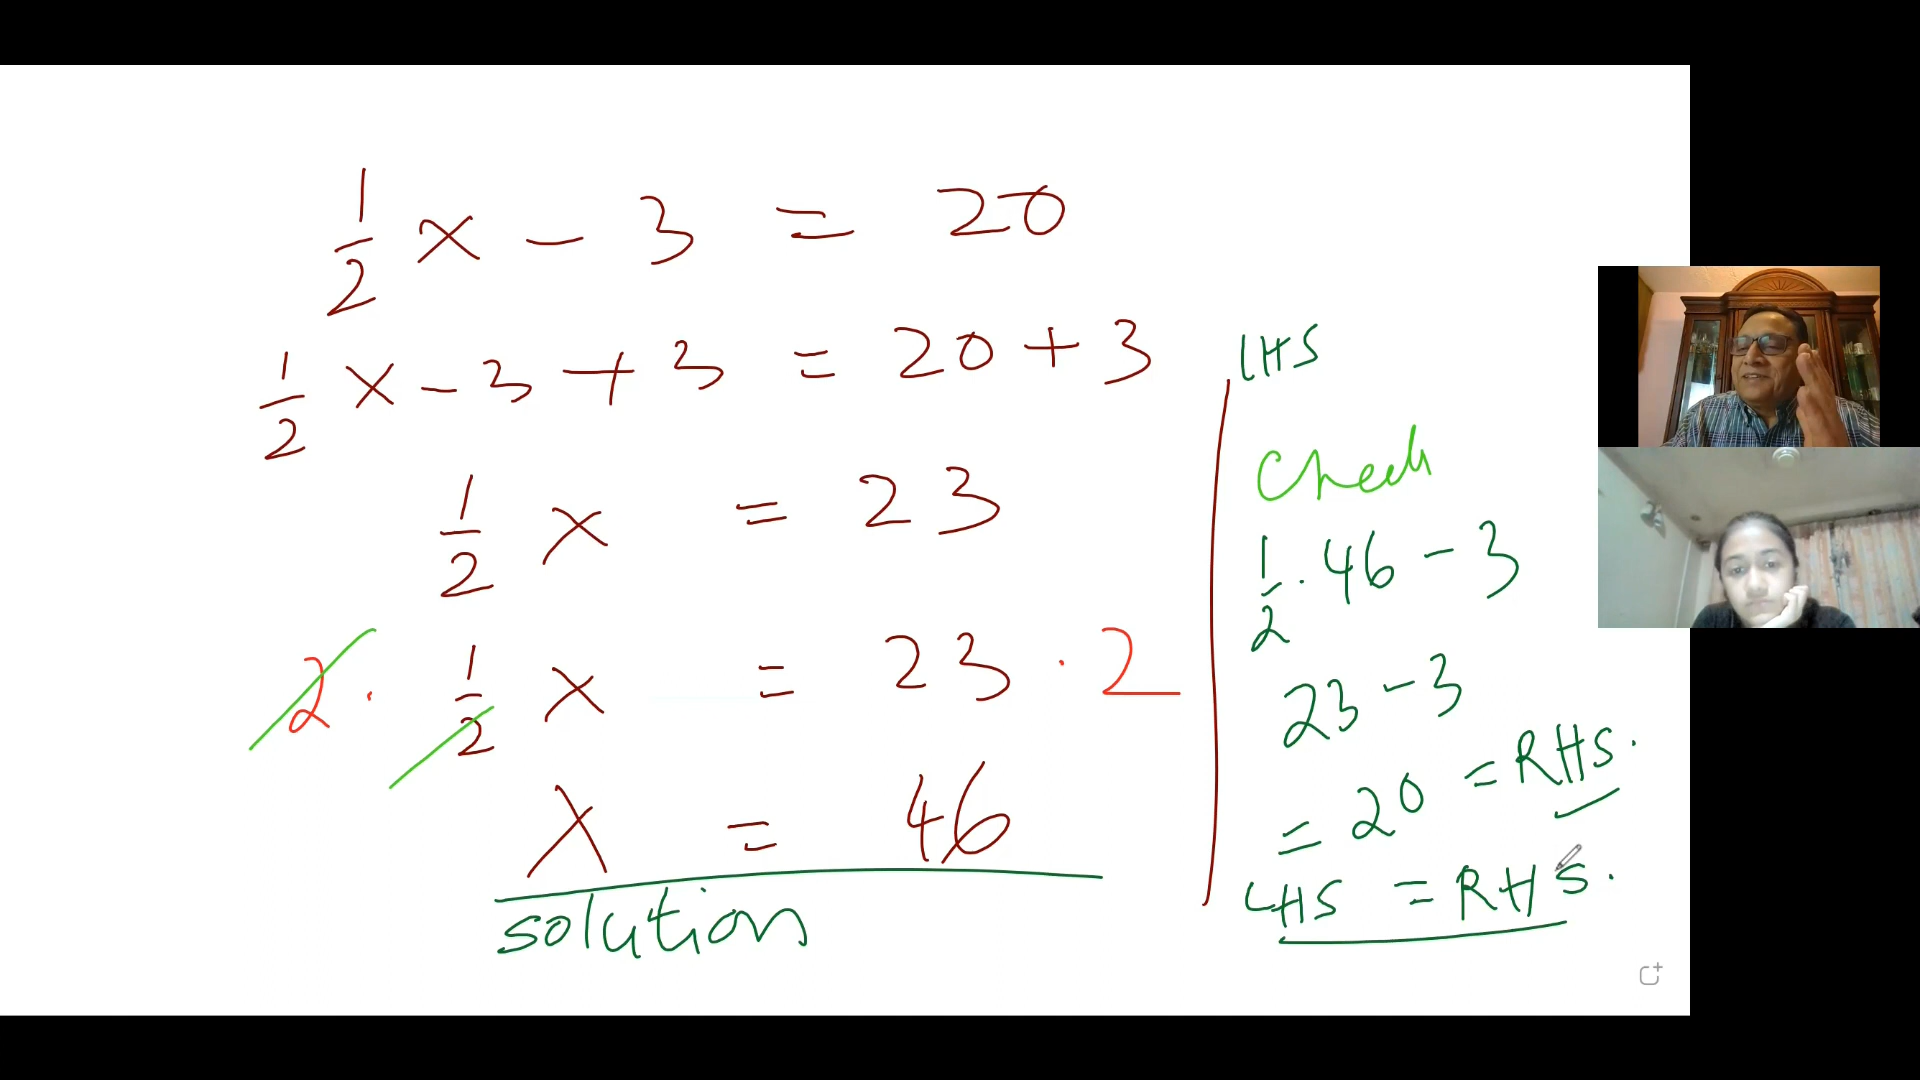 1/2 x - 3 = 20
1/2 x - 3 + 3 = 20 + 3
1/2 x = 23
2 · 1/2 x = 23 · 2
x = 46
solution
LHS
Check
1/2 · 46 - 3
23 - 3
= 20 = RHS.
LHS = RHS.